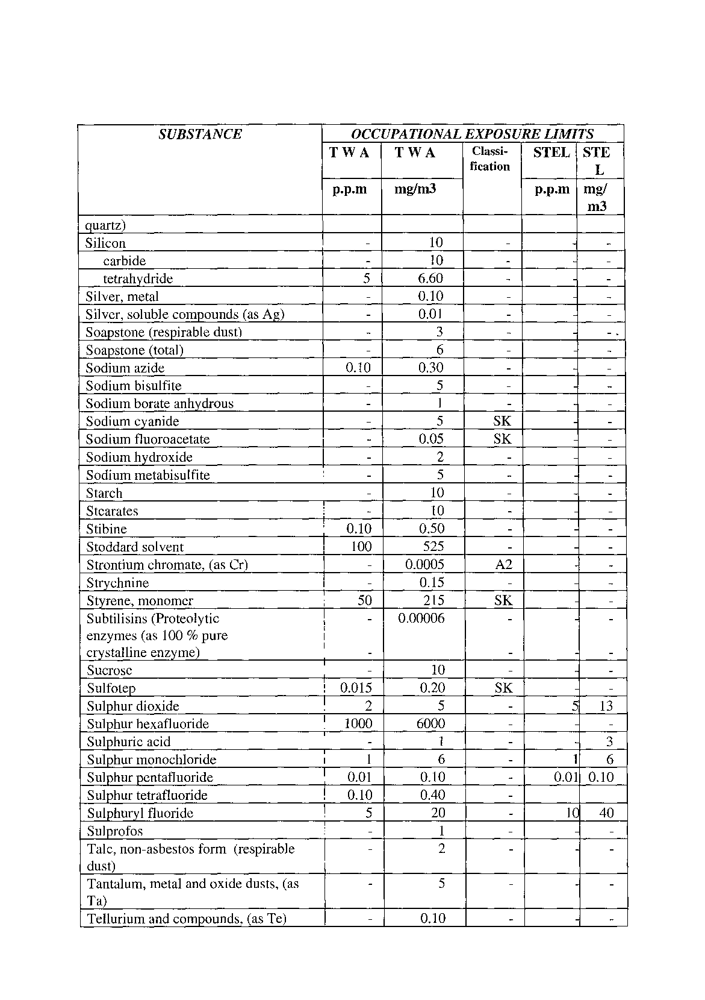 SUBSTANCE OCCUPATIONAL EXPOSURE LIMITS
T W A T W A Classi- STEL STE
fication L
p.p.m mg/m3 p.p.m mg/
m3
quartz)
Silicon - 10 - - -
carbide - 10 - - -
tetrahydride 5 6.60 - - -
Silver, metal - 0.10 - - -
Silver, soluble compounds (as Ag) - 0.01 - - -
Soapstone (respirable dust) - 3 - - -
Soapstone (total) - 6 - - -
Sodium azide 0.10 0.30 - - -
Sodium bisulfite - 5 - - -
Sodium borate anhydrous - 1 - - -
Sodium cyanide - 5 SK - -
Sodium fluoroacetate - 0.05 SK - -
Sodium hydroxide - 2 - - -
Sodium metabisulfite - 5 - - -
Starch - 10 - - -
Stearates - 10 - - -
Stibine 0.10 0.50 - - -
Stoddard solvent 100 525 - - -
Strontium chromate, (as Cr) - 0.0005 A2 - -
Strychnine - 0.15 - - -
Styrene, monomer 50 215 SK - -
Subtilisins (Proteolytic - 0.00006 - - -
enzymes (as 100 % pure
crystalline enzyme) - - - -
Sucrose - 10 - - -
Sulfotep 0.015 0.20 SK - -
Sulphur dioxide 2 5 - 5 13
Sulphur hexafluoride 1000 6000 - - -
Sulphuric acid - 1 - - 3
Sulphur monochloride 1 6 - 1 6
Sulphur pentafluoride 0.01 0.10 - 0.01 0.10
Sulphur tetrafluoride 0.10 0.40 -
Sulphuryl fluoride 5 20 - 10 40
Sulprofos - 1 - - -
Talc, non-asbestos form (respirable - 2 - - -
dust)
Tantalum, metal and oxide dusts, (as - 5 - - -
Ta)
Tellurium and compounds, (as Te) - 0.10 - - -